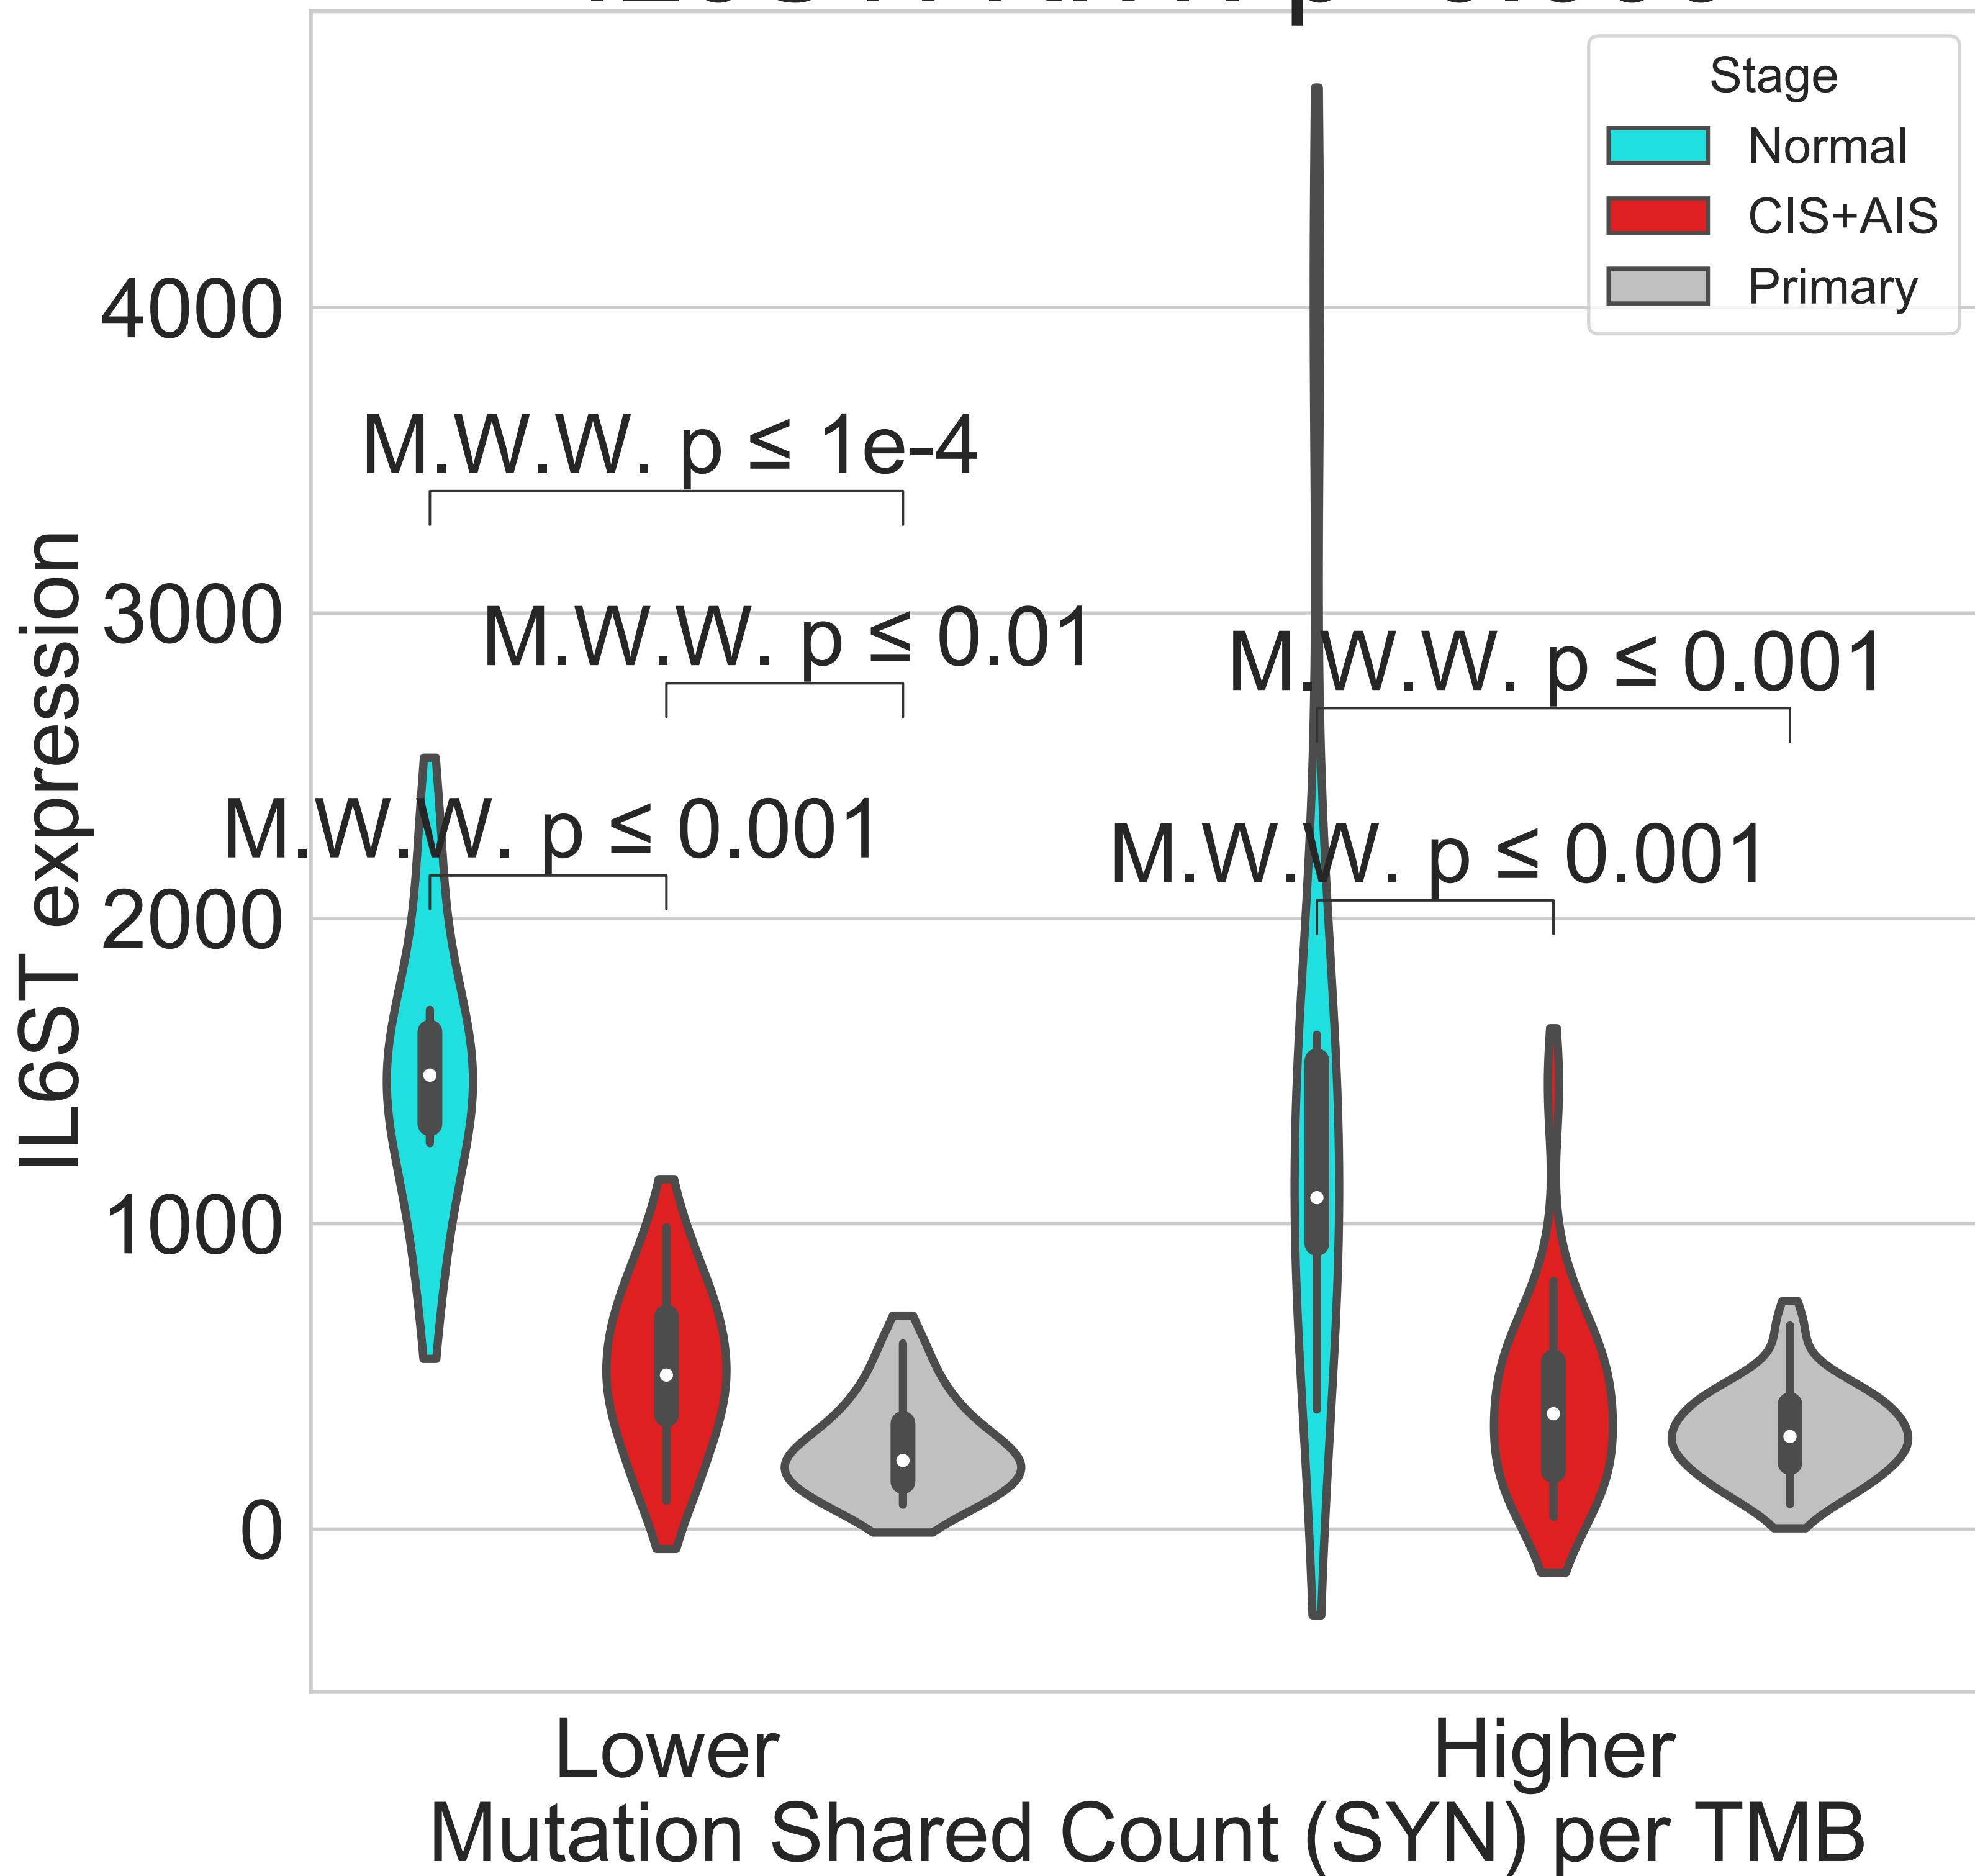 Stage
Normal
CIS+AIS
Primary
4000
3000
2000
1000
0
IL6ST expression
M.W.W. p ≤ 1e-4
M.W.W. p ≤ 0.01
M.W.W. p ≤ 0.001
M.W.W. p ≤ 0.001
M.W.W. p ≤ 0.001
Lower
Higher
Mutation Shared Count (SYN) per TMB